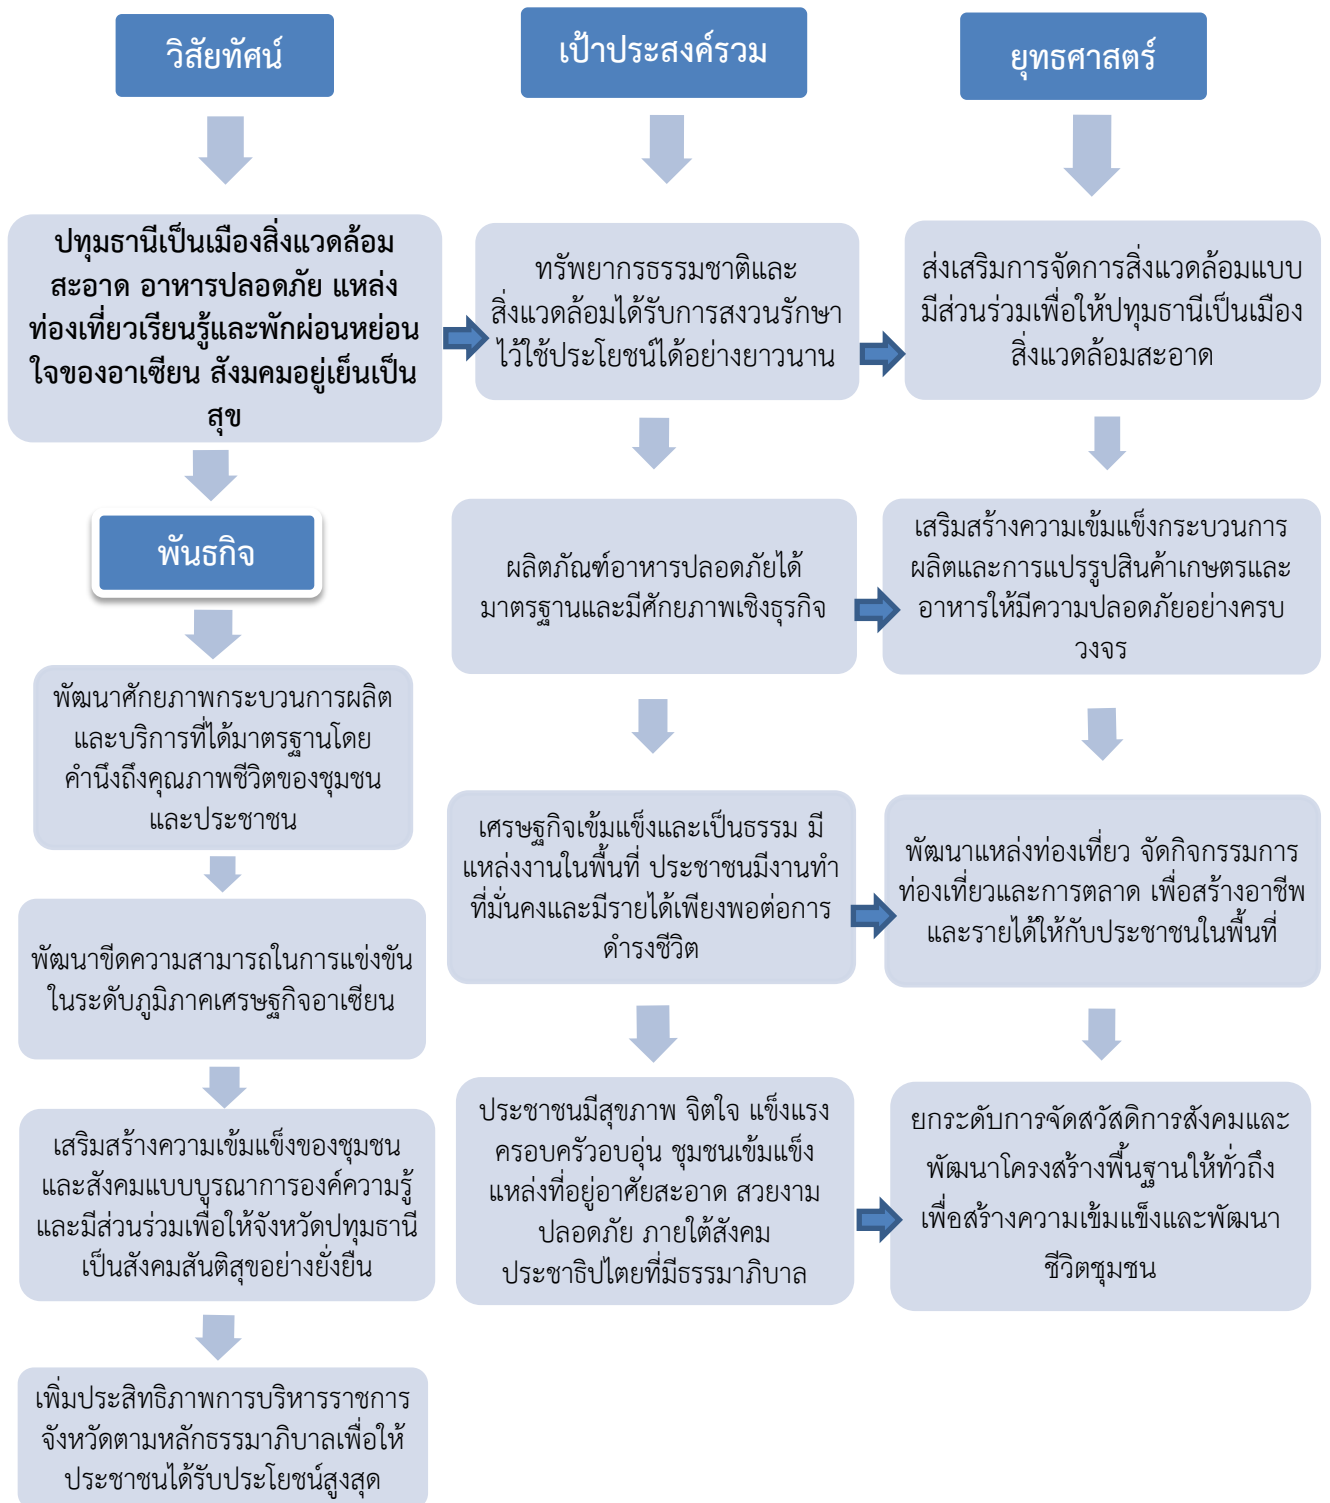 วิสัยทัศน์
ปทุมธานีเป็นเมืองสิ่งแวดล้อม
สะอาด อาหารปลอดภัย แหล่ง
ท่องเที่ยวเรียนรู้และพักผ่อนหย่อน
ใจของอาเซียน สังมคมอยู่เย็นเป็น
สุข
พันธกิจ
พัฒนาศักยภาพกระบวนการผลิต
และบริการที่ได้มาตรฐานโดย
คำนึงถึงคุณภาพชีวิตของชุมชน
และประชาชน
พัฒนาขีดความสามารถในการแข่งขัน
ในระดับภูมิภาคเศรษฐกิจอาเซียน
เสริมสร้างความเข้มแข็งของชุมชน
และสังคมแบบบูรณาการองค์ความรู้
และมีส่วนร่วมเพื่อให้จังหวัดปทุมธานี
เป็นสังคมสันติสุขอย่างยั่งยืน
เพิ่มประสิทธิภาพการบริหารราชการ
จังหวัดตามหลักธรรมาภิบาลเพื่อให้
ประชาชนได้รับประโยชน์สูงสุด
เป้าประสงค์รวม
ทรัพยากรธรรมชาติและ
สิ่งแวดล้อมได้รับการสงวนรักษา
ไว้ใช้ประโยชน์ได้อย่างยาวนาน
ผลิตภัณฑ์อาหารปลอดภัยได้
มาตรฐานและมีศักยภาพเชิงธุรกิจ
เศรษฐกิจเข้มแข็งและเป็นธรรม มี
แหล่งงานในพื้นที่ ประชาชนมีงานทำ
ที่มั่นคงและมีรายได้เพียงพอต่อการ
ดำรงชีวิต
ประชาชนมีสุขภาพ จิตใจ แข็งแรง
ครอบครัวอบอุ่น ชุมชนเข้มแข็ง
แหล่งที่อยู่อาศัยสะอาด สวยงาม
ปลอดภัย ภายใต้สังคม
ประชาธิปไตยที่มีธรรมาภิบาล
ยุทธศาสตร์
ส่งเสริมการจัดการสิ่งแวดล้อมแบบ
มีส่วนร่วมเพื่อให้ปทุมธานีเป็นเมือง
สิ่งแวดล้อมสะอาด
เสริมสร้างความเข้มแข็งกระบวนการ
ผลิตและการแปรรูปสินค้าเกษตรและ
อาหารให้มีความปลอดภัยอย่างครบ
วงจร
พัฒนาแหล่งท่องเที่ยว จัดกิจกรรมการ
ท่องเที่ยวและการตลาด เพื่อสร้างอาชีพ
และรายได้ให้กับประชาชนในพื้นที่
ยกระดับการจัดสวัสดิการสังคมและ
พัฒนาโครงสร้างพื้นฐานให้ทั่วถึง
เพื่อสร้างความเข้มแข็งและพัฒนา
ชีวิตชุมชน